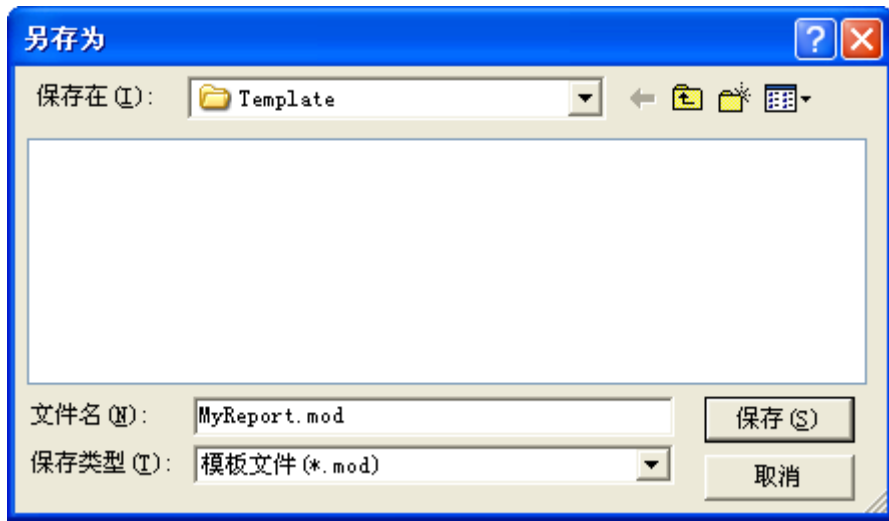 另存为
保存在(I):
Template
文件名(N):
MyReport.mod
保存(S)
保存类型(T):
模板文件(*.mod)
取消